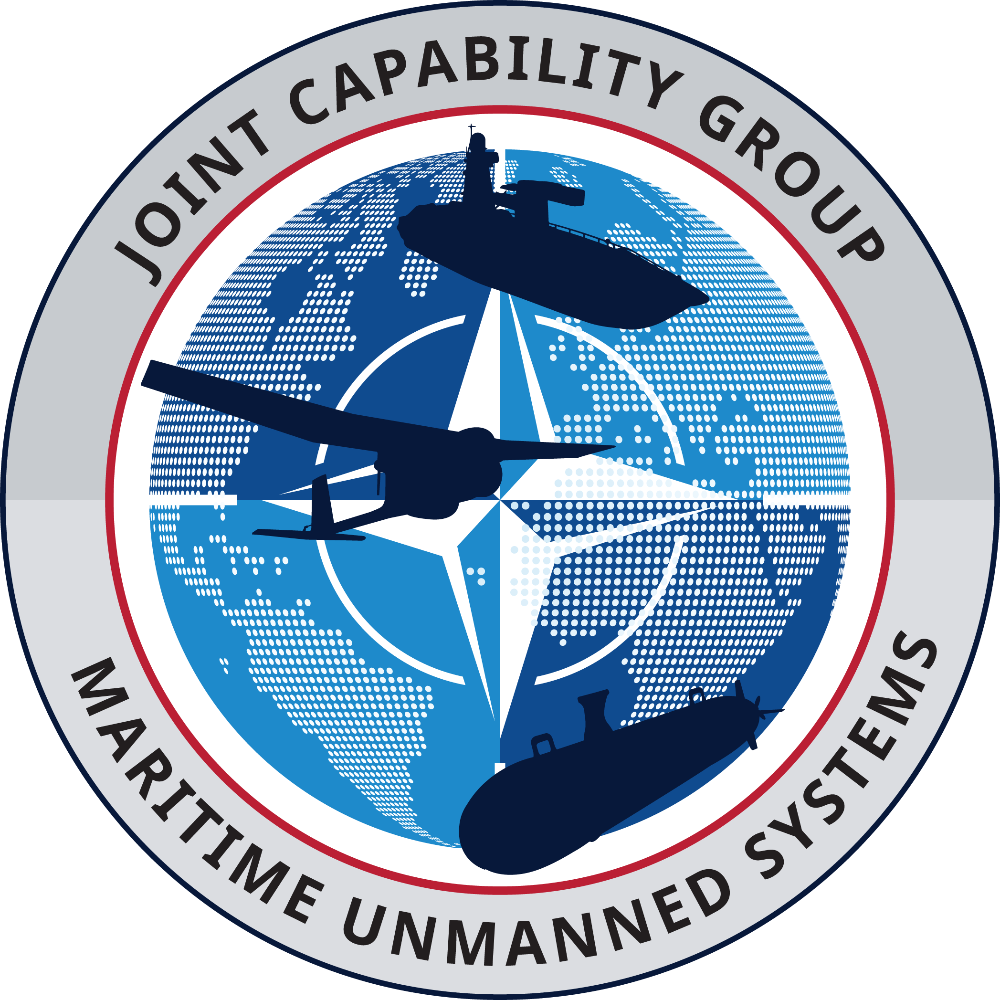 JOINT CAPABILITY GROUP
MARITIME UNMANNED SYSTEMS